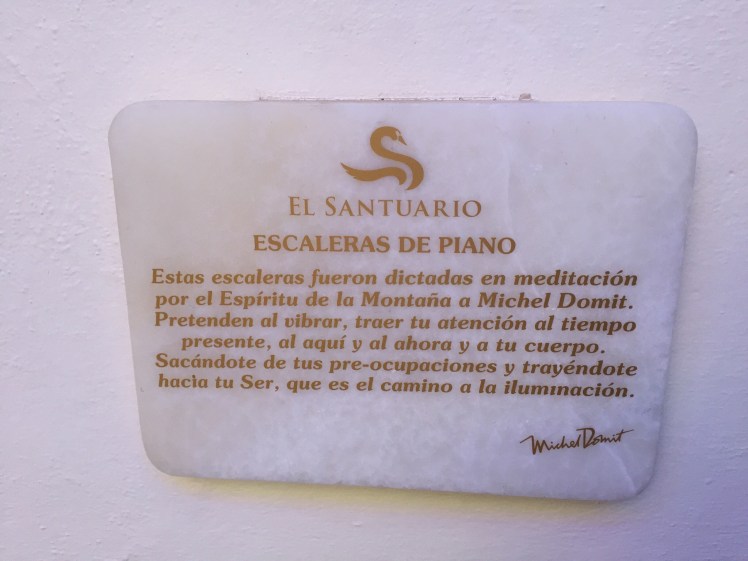 EL SANTUARIO
ESCALERAS DE PIANO
Estas escaleras fueron dictadas en meditación
por el Espíritu de la Montaña a Michel Domit.
Pretenden al vibrar, traer tu atención al tiempo
presente, al aquí y al ahora y a tu cuerpo.
Sacándote de tus pre-ocupaciones y trayéndote
hacia tu Ser, que es el camino a la iluminación.
Michel Domit